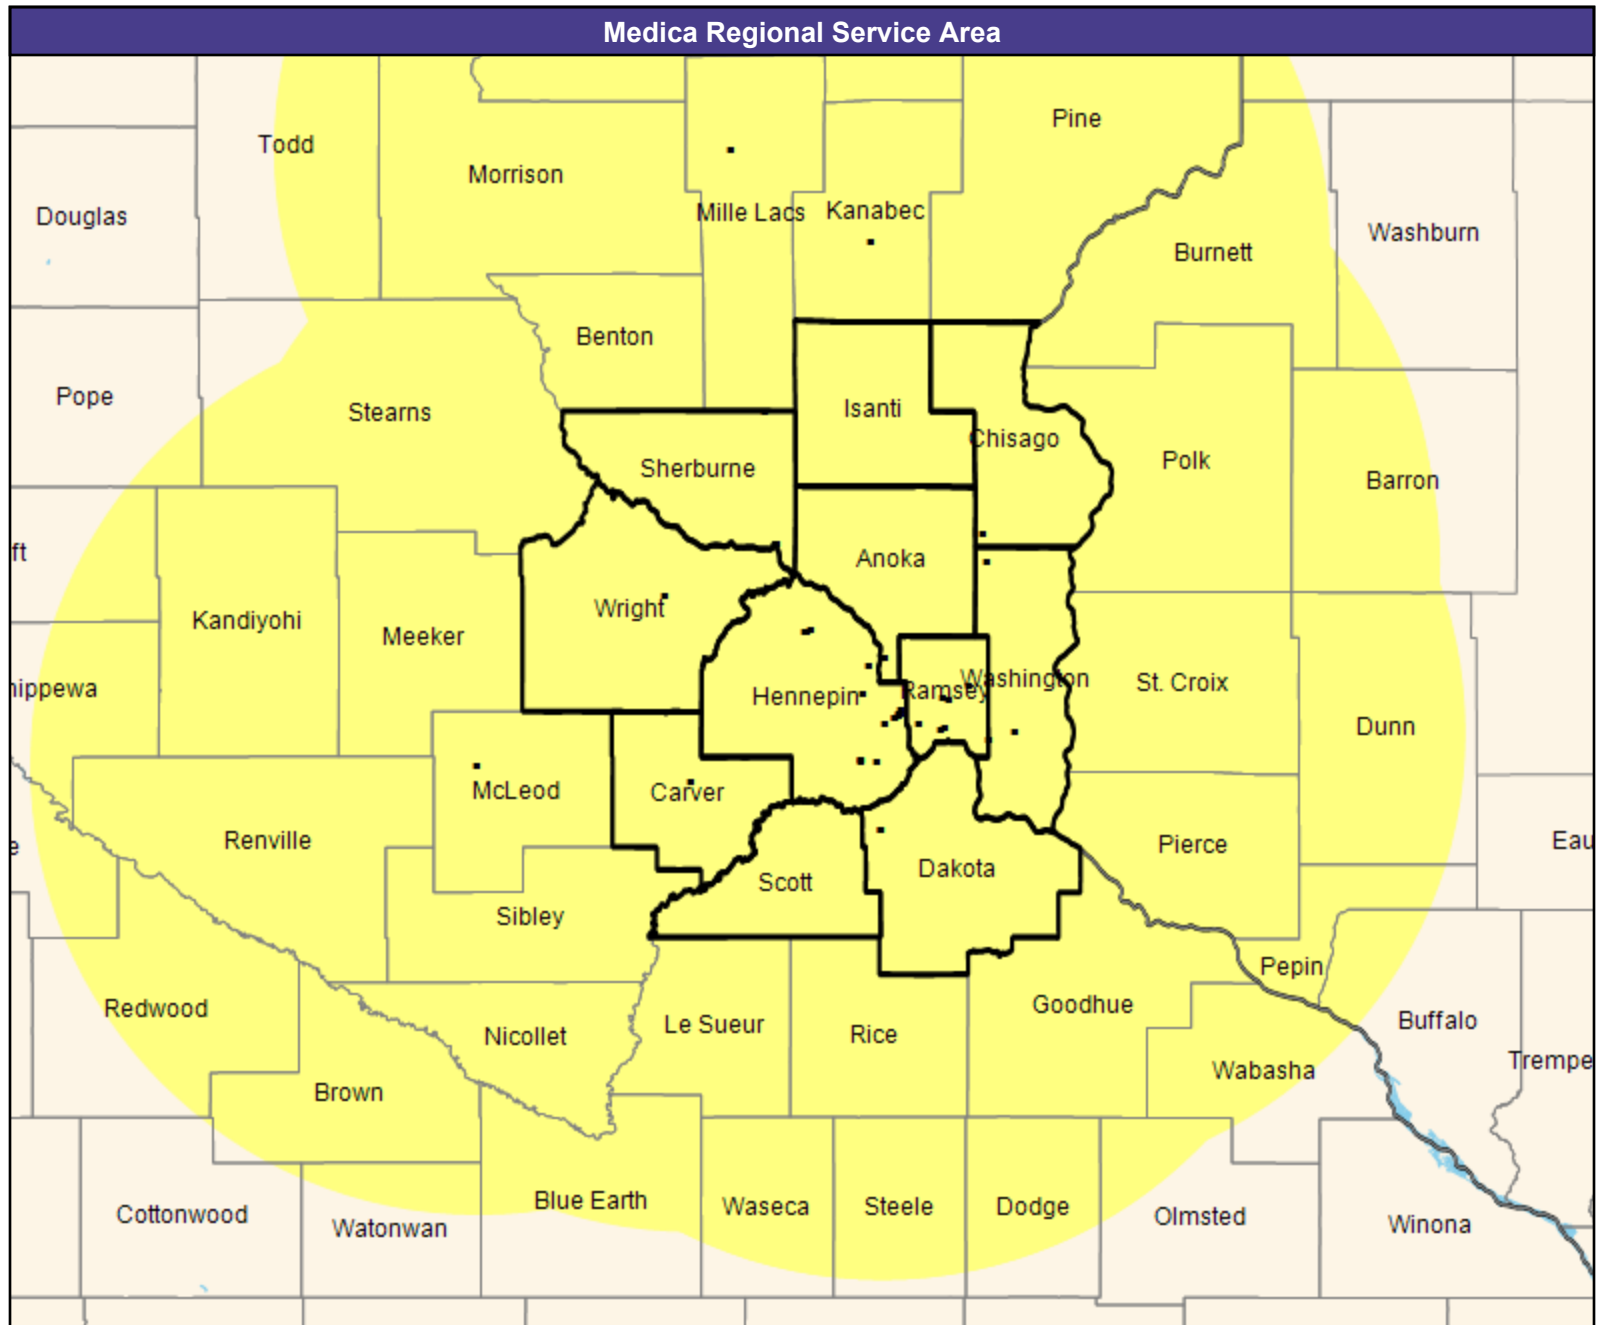 Medica Regional Service Area
Pine
Todd
Morrison
Mille Lacs
Kanabec
Douglas
Washburn
Burnett
Benton
Pope
Stearns
Isanti
Chisago
Sherburne
Polk
Barron
ft
Anoka
Wright
Kandiyohi
Meeker
hippewa
Hennepin
Ramsey
Washington
St. Croix
Dunn
McLeod
Carver
Renville
e
Pierce
Eau
Scott
Dakota
Sibley
Pepin
Redwood
Goodhue
Nicollet
Le Sueur
Rice
Buffalo
Trempe
Wabasha
Brown
Blue Earth
Waseca
Steele
Dodge
Cottonwood
Watonwan
Olmsted
Winona